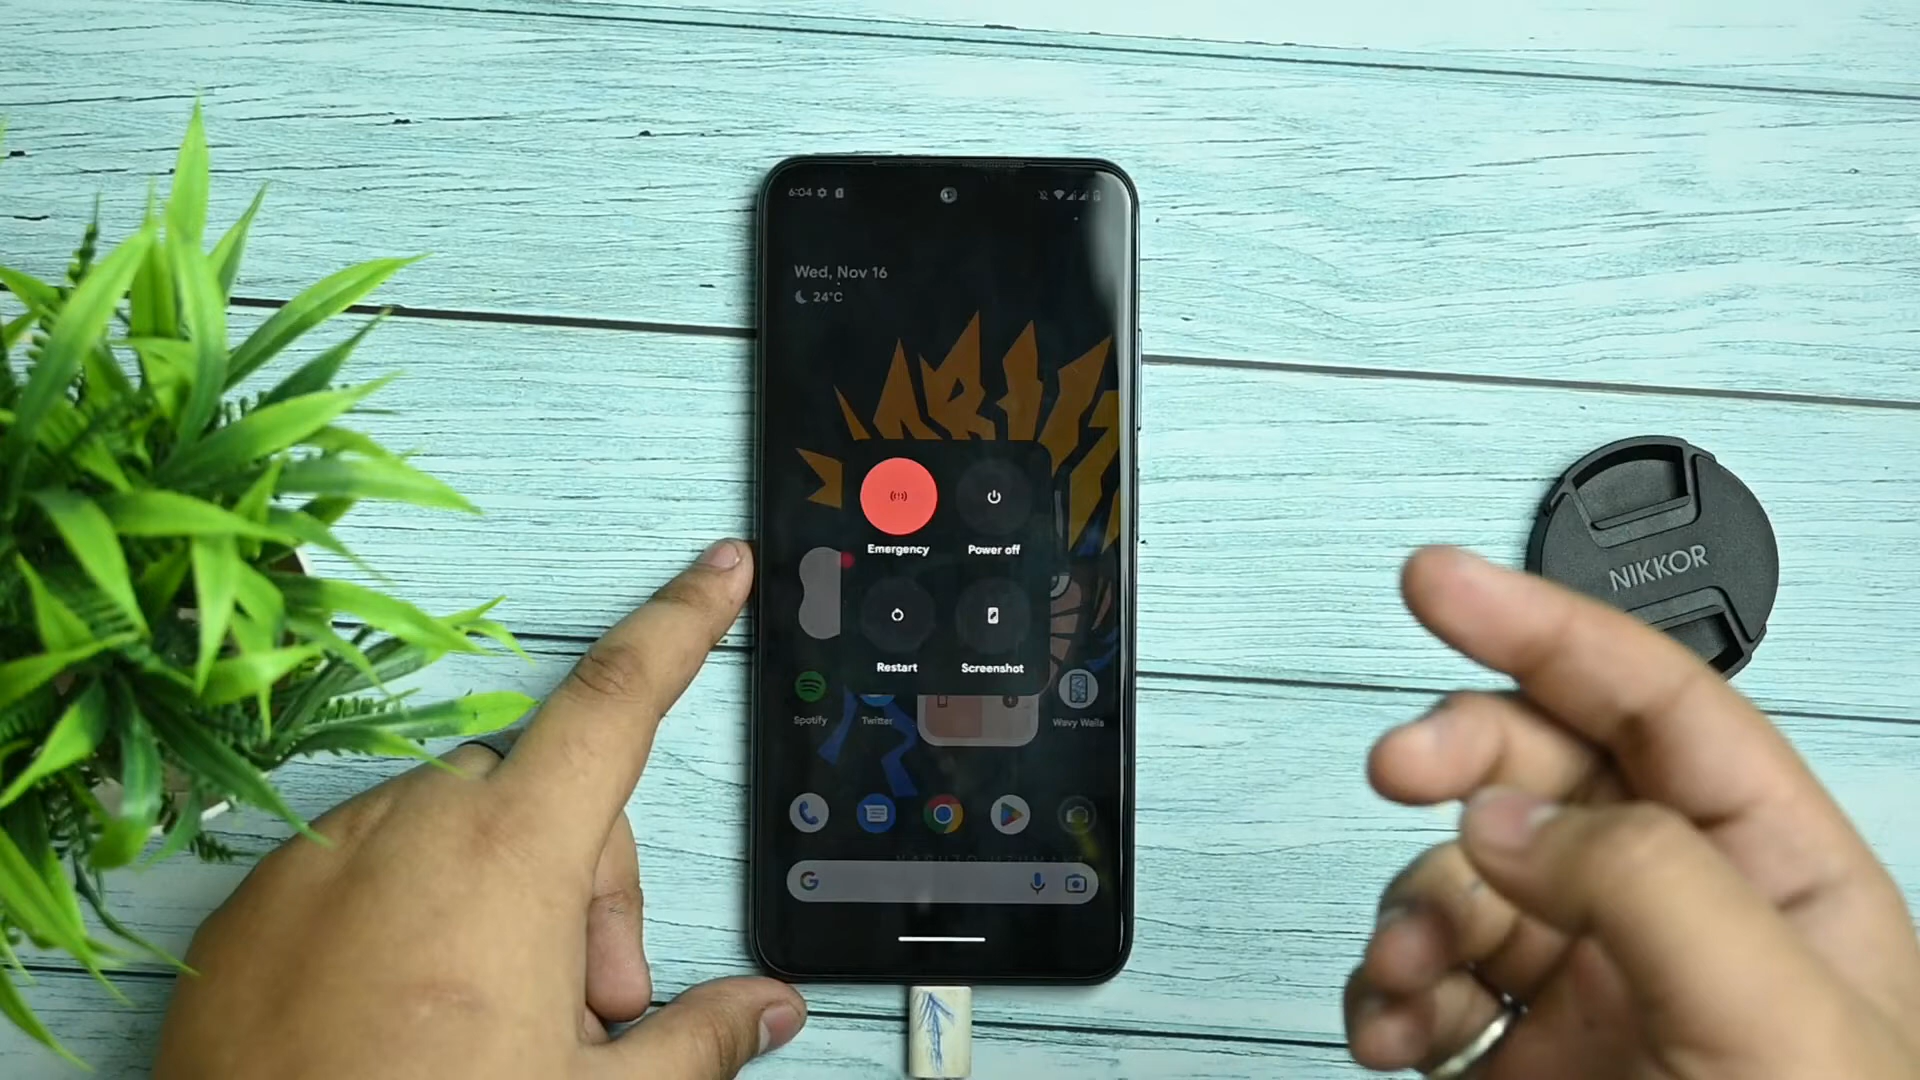 6:04
Wed, Nov 16
24°C
Emergency
Power off
Restart
Screenshot
Spotify
Twitter
Wavy Walls
NIKKOR